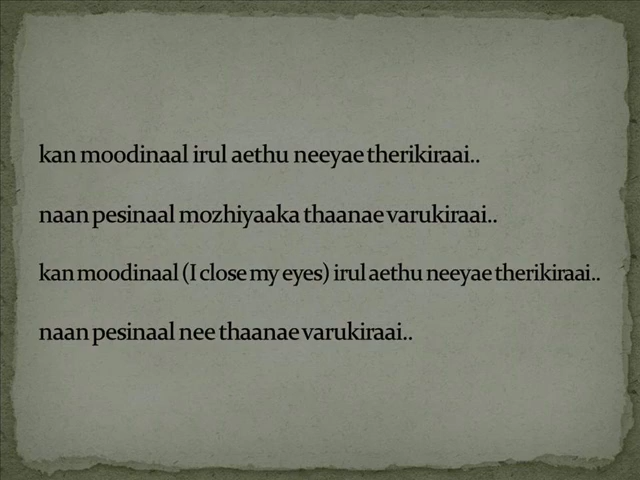 kan moodinaal irul aethu neeyae therikiraai..
naan pesinaal mozhiyaaka thaanae varukiraai..
kan moodinaal (I close my eyes) irul aethu neeyae therikiraai..
naan pesinaal nee thaanae varukiraai..